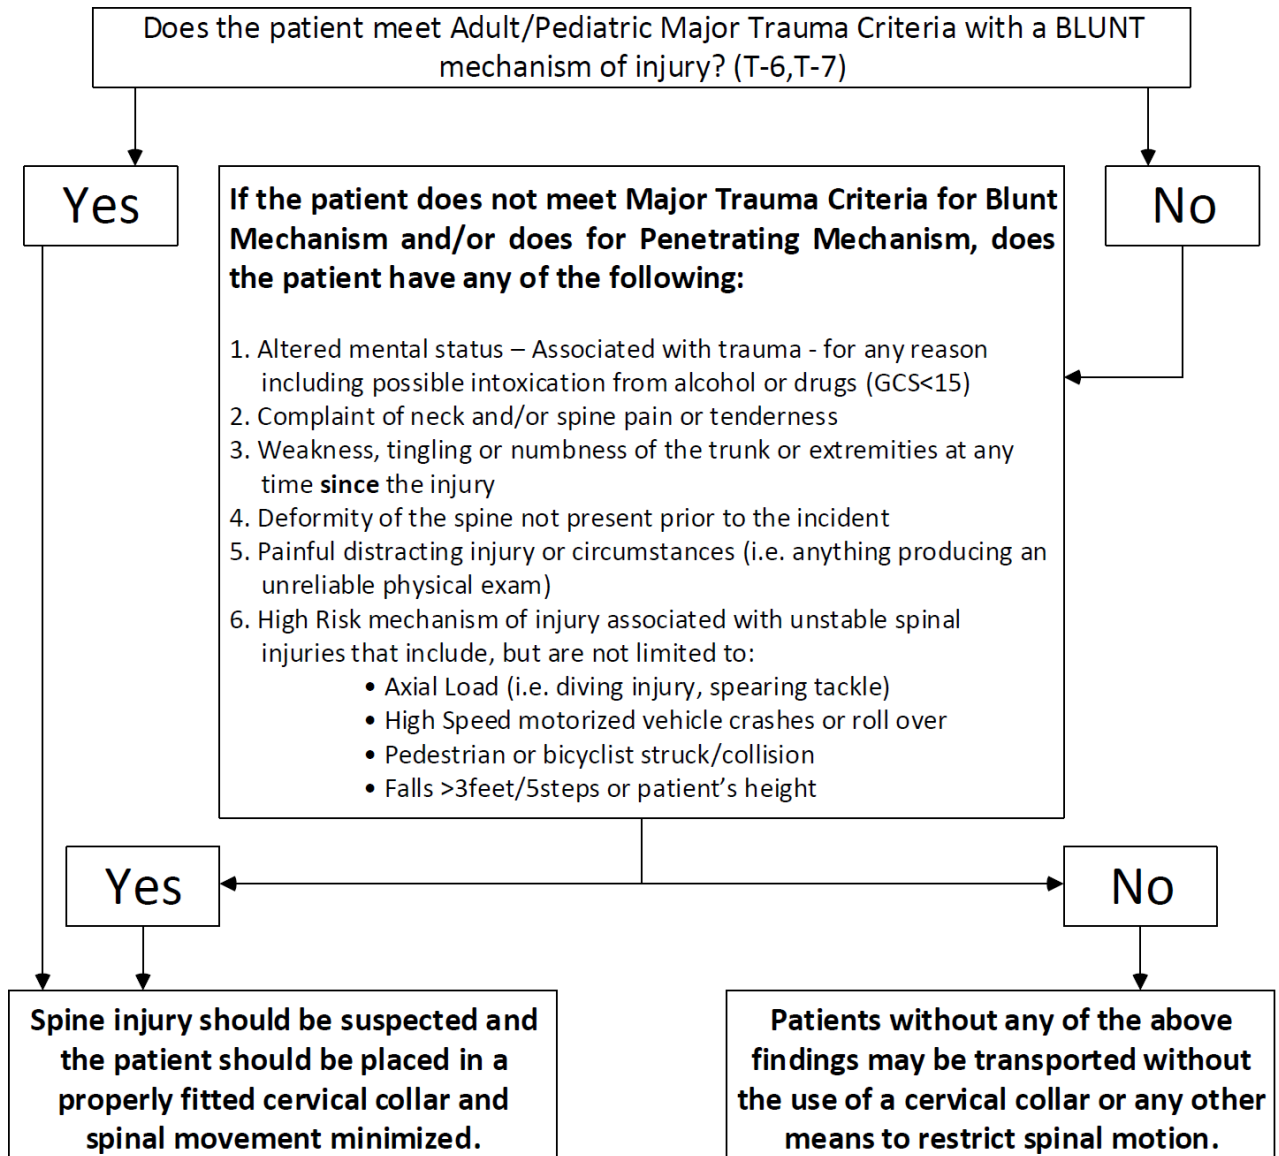 Does the patient meet Adult/Pediatric Major Trauma Criteria with a BLUNT
mechanism of injury? (T-6,T-7)
Yes
No
If the patient does not meet Major Trauma Criteria for Blunt
Mechanism and/or does for Penetrating Mechanism, does
the patient have any of the following:
1. Altered mental status – Associated with trauma - for any reason
including possible intoxication from alcohol or drugs (GCS<15)
2. Complaint of neck and/or spine pain or tenderness
3. Weakness, tingling or numbness of the trunk or extremities at any
time since the injury
4. Deformity of the spine not present prior to the incident
5. Painful distracting injury or circumstances (i.e. anything producing an
unreliable physical exam)
6. High Risk mechanism of injury associated with unstable spinal
injuries that include, but are not limited to:
• Axial Load (i.e. diving injury, spearing tackle)
• High Speed motorized vehicle crashes or roll over
• Pedestrian or bicyclist struck/collision
• Falls >3feet/5steps or patient’s height
Yes
No
Spine injury should be suspected and
the patient should be placed in a
properly fitted cervical collar and
spinal movement minimized.
Patients without any of the above
findings may be transported without
the use of a cervical collar or any other
means to restrict spinal motion.